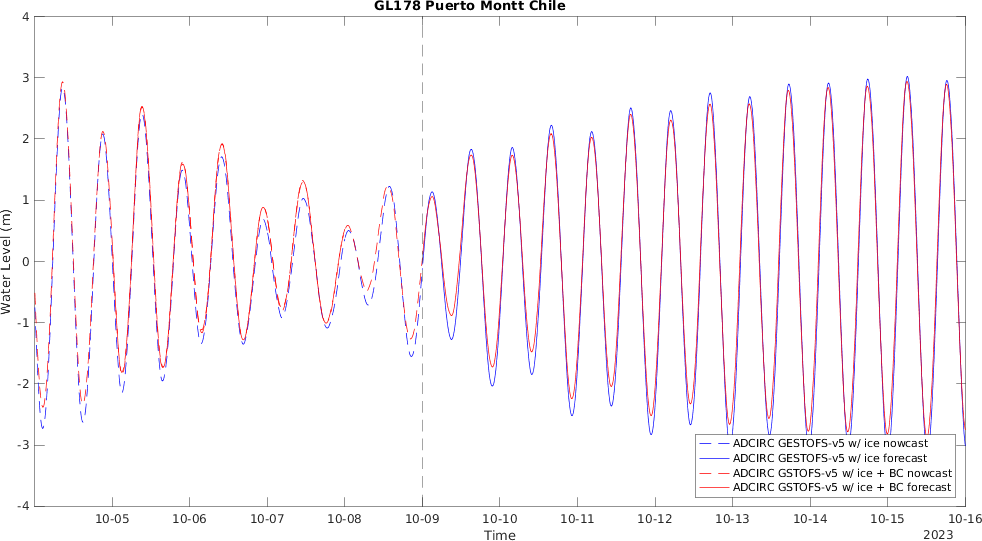 GL178 Puerto Montt Chile
4
3
2
1
0
-1
-2
-3
-4
Water Level (m)
ADCIRC GESTOFS-v5 w/ ice nowcast
ADCIRC GESTOFS-v5 w/ ice forecast
ADCIRC GSTOFS-v5 w/ ice + BC nowcast
ADCIRC GSTOFS-v5 w/ ice + BC forecast
10-05 10-06 10-07 10-08 10-09 10-10 10-11 10-12 10-13 10-14 10-15 10-16
Time
2023